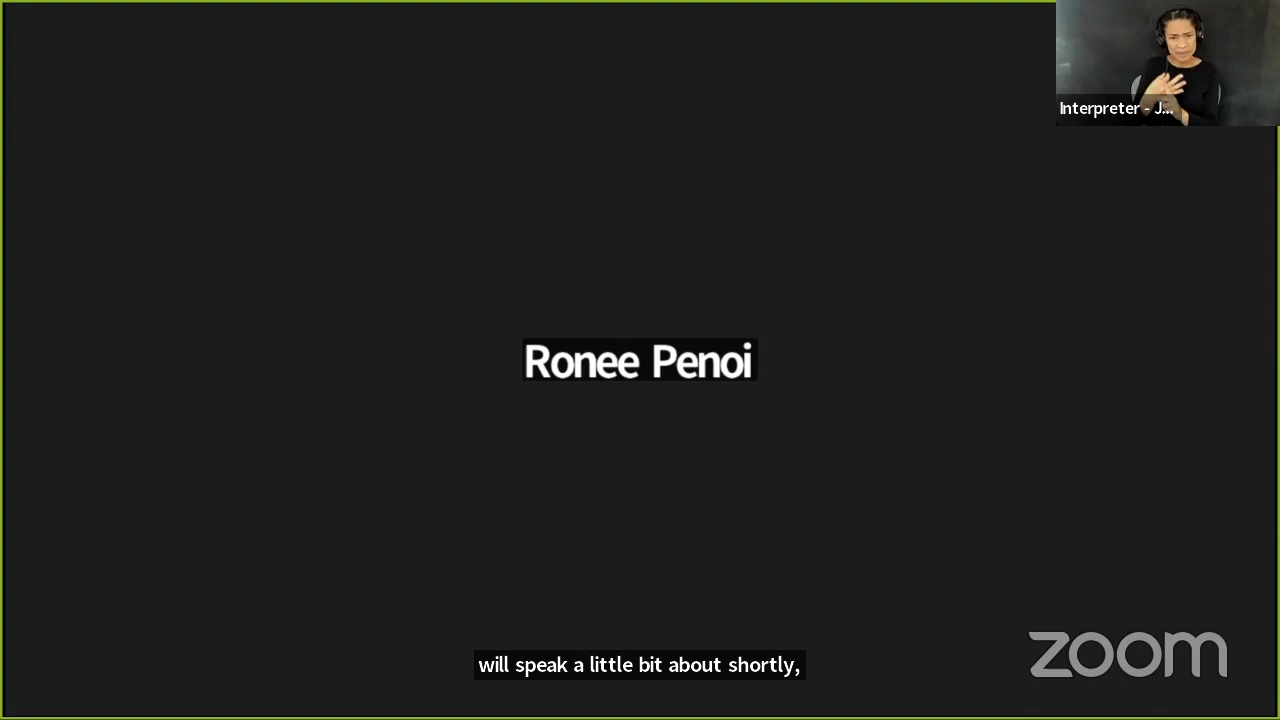 Interpreter - J...
Ronee Penoi
will speak a little bit about shortly,
zoom